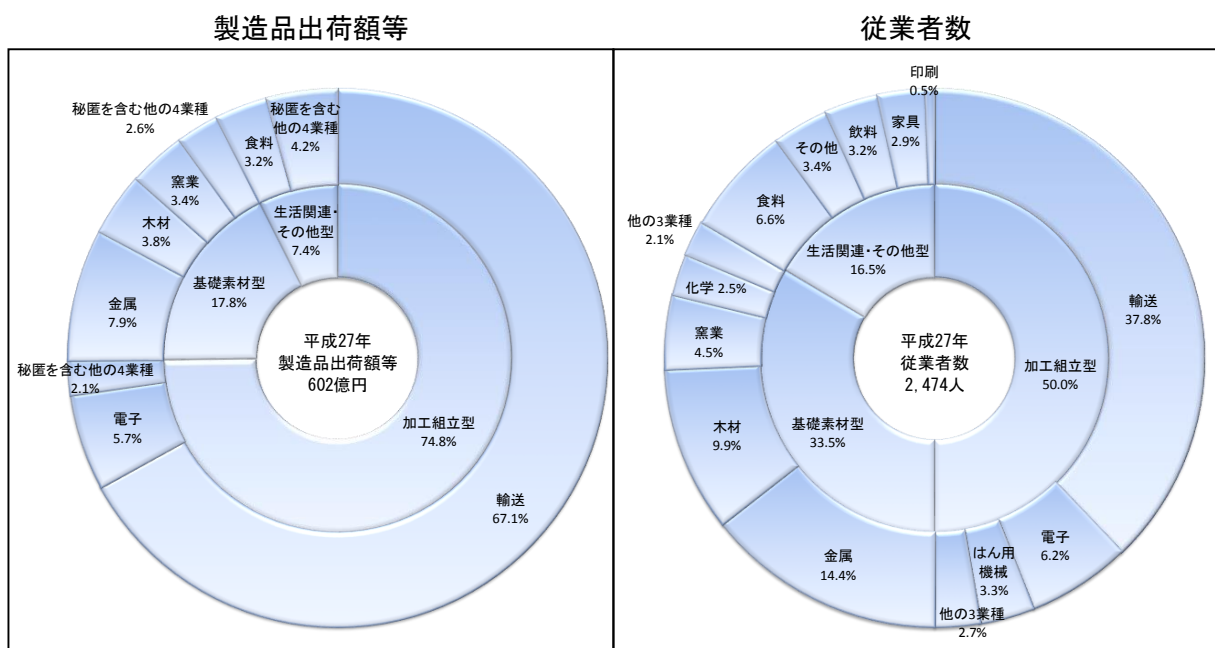 製造品出荷額等
秘匿を含む他の4業種
2.6%
食料
3.2%
秘匿を含む
他の4業種
4.2%
窯業
3.4%
木材
3.8%
金属
7.9%
秘匿を含む他の4業種
2.1%
電子
5.7%
輸送
67.1%
生活関連・
その他型
7.4%
基礎素材型
17.8%
加工組立型
74.8%
平成27年
製造品出荷額等
602億円
従業者数
印刷
0.5%
家具
2.9%
飲料
3.2%
その他
3.4%
食料
6.6%
他の3業種
2.1%
化学 2.5%
窯業
4.5%
木材
9.9%
金属
14.4%
他の3業種
2.7%
はん用
機械
3.3%
電子
6.2%
輸送
37.8%
生活関連・その他型
16.5%
基礎素材型
33.5%
加工組立型
50.0%
平成27年
従業者数
2,474人